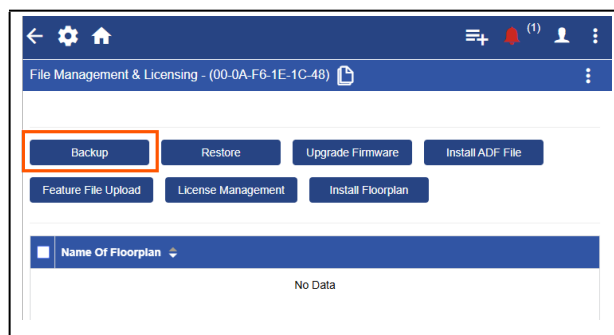 (1)
File Management & Licensing - (00-0A-F6-1E-1C-48)
Backup Restore Upgrade Firmware Install ADF File
Feature File Upload License Management Install Floorplan
Name Of Floorplan
No Data